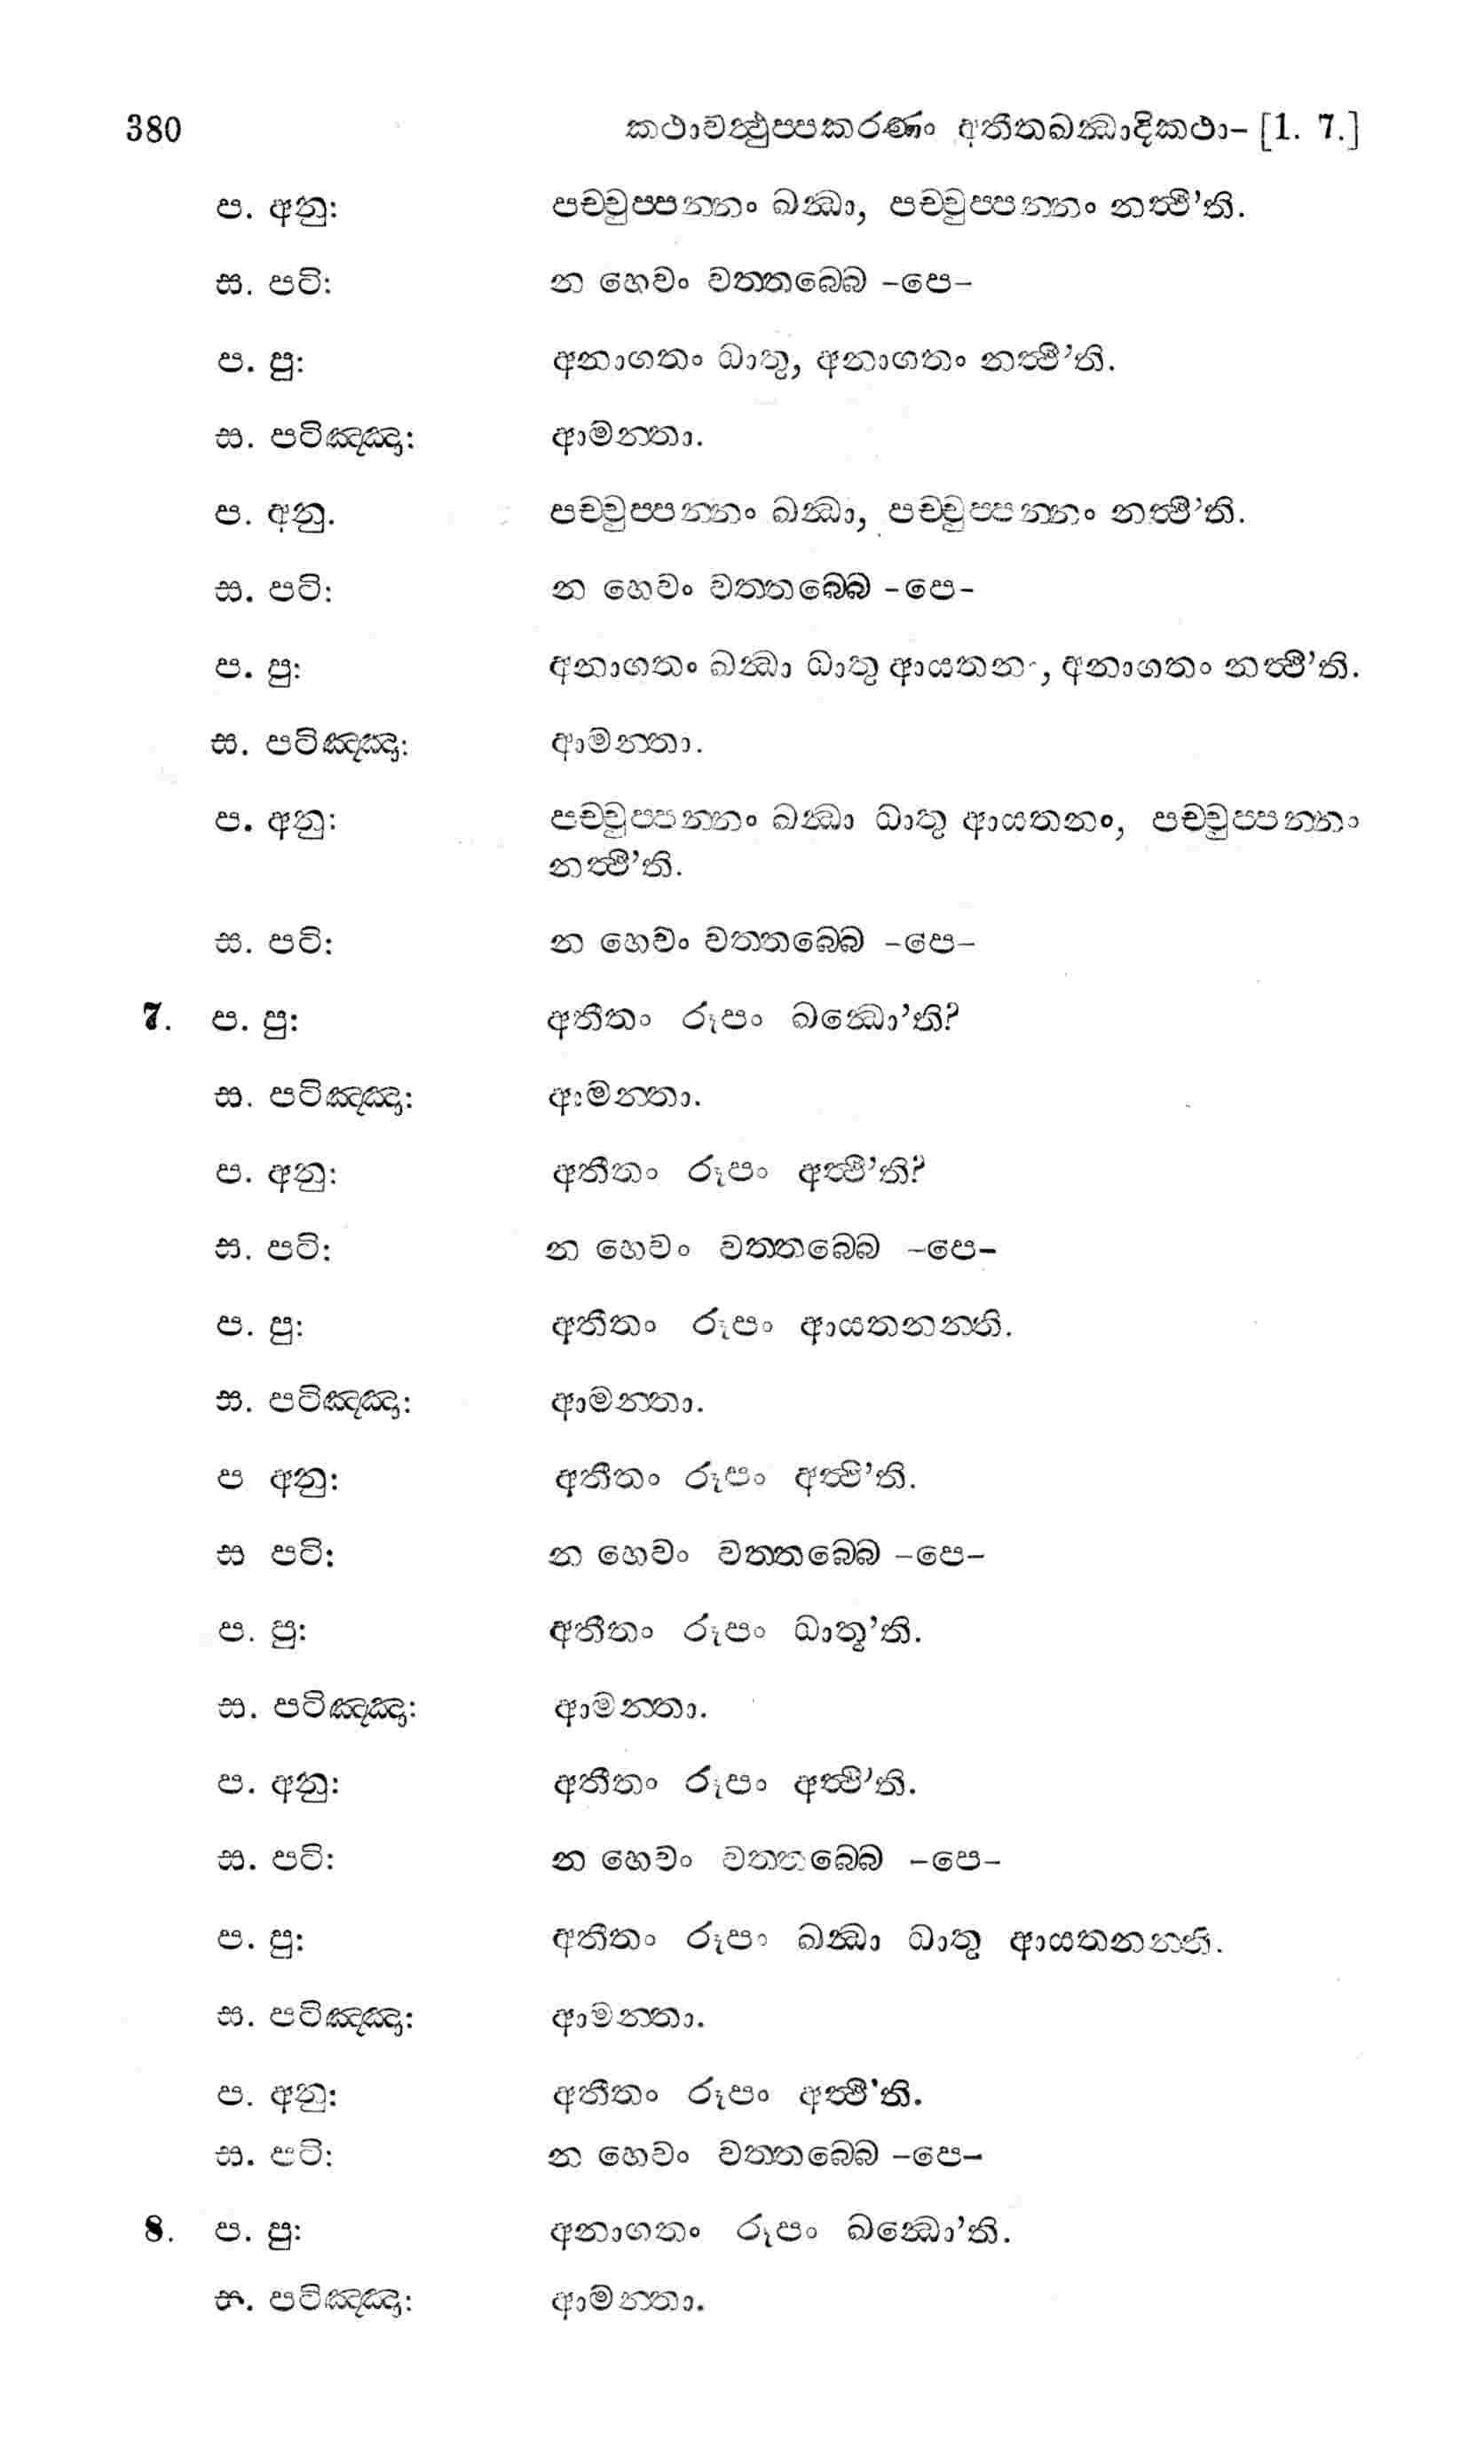 380 කථාවත්‍ථුප්පකරණං අතීතඛන්‍ධාදිකථා- [1. 7.]
ප. අනු: පච්චුප්පන්නං ඛන්‍ධා, පච්චුප්පන්නං නත්‍ථී’ති.
ස. පටි: න හෙවං වත්තබ්බෙ -පෙ-
ප. පු: අනාගතං ධාතු, අනාගතං නත්‍ථී’ති.
ස. පටිඤ්ඤා: ආමන්තා.
ප. අනු. පච්චුප්පන්නං ඛන්‍ධා, පච්චුප්පන්නං නත්‍ථී’ති.
ස. පටි: න හෙවං වත්තබ්බෙ -පෙ-
ප. පු: අනාගතං ඛන්‍ධා ධාතු ආයතන, අනාගතං නත්‍ථී’ති.
ස. පටිඤ්ඤා: ආමන්තා.
ප. අනු: පච්චුප්පන්නං ඛන්‍ධා ධාතු ආයතනං, පච්චුප්පන්නං
නත්‍ථී’ති.
ස. පටි: න හෙවං වත්තබ්බෙ -පෙ-
7. ප. පු: අතීතං රූපං ඛන්‍ධො’ති?
ස. පටිඤ්ඤා: ආමන්තා.
ප. අනු: අතීතං රූපං අත්‍ථී’ති?
ස. පටි: න හෙවං වත්තබ්බෙ -පෙ-
ප. පු: අතීතං රූපං ආයතනන්ති.
ස. පටිඤ්ඤා: ආමන්තා.
ප අනු: අතීතං රූපං අත්‍ථි’ති.
ස පටි: න හෙවං වත්තබ්බෙ -පෙ-
ප. පු: අතීතං රූපං ධාතූ’ති.
ස. පටිඤ්ඤා: ආමන්තා.
ප. අනු: අතීතං රූපං අත්‍ථි’ති.
ස. පටි: න හෙවං වත්තබ්බෙ -පෙ-
ප. පු: අතීතං රූපං ඛන්‍ධා ධාතු ආයතනන්ති.
ස. පටිඤ්ඤා: ආමන්තා.
ප. අනු: අතීතං රූපං අත්‍ථී’ති.
ස. පටි: න හෙවං වත්තබ්බෙ -පෙ-
8. ප. පු: අනාගතං රූපං ඛන්‍ධො’ති.
ස. පටිඤ්ඤා: ආමන්තා.